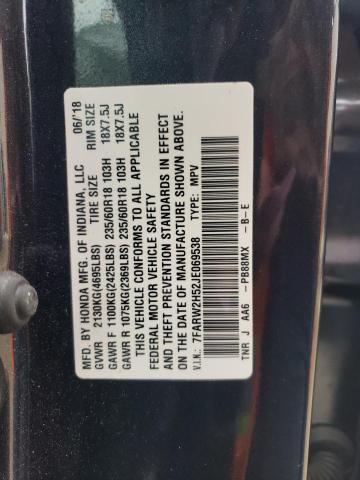 MFD. BY HONDA MFG. OF INDIANA, LLC 06/'18
GVWR 2130KG(4695LBS) TIRE SIZE RIM SIZE
GAWR F 1100KG(2425LBS) 235/60R18 103H 18X7.5J
GAWR R 1075KG(2369LBS) 235/60R18 103H 18X7.5J
THIS VEHICLE CONFORMS TO ALL APPLICABLE
FEDERAL MOTOR VEHICLE SAFETY
AND THEFT PREVENTION STANDARDS IN EFFECT
ON THE DATE OF MANUFACTURE SHOWN ABOVE.
V.I.N.: 7FARW2H52JE069538 TYPE: MPV
TNR J AA6 -PB88MX -B-E